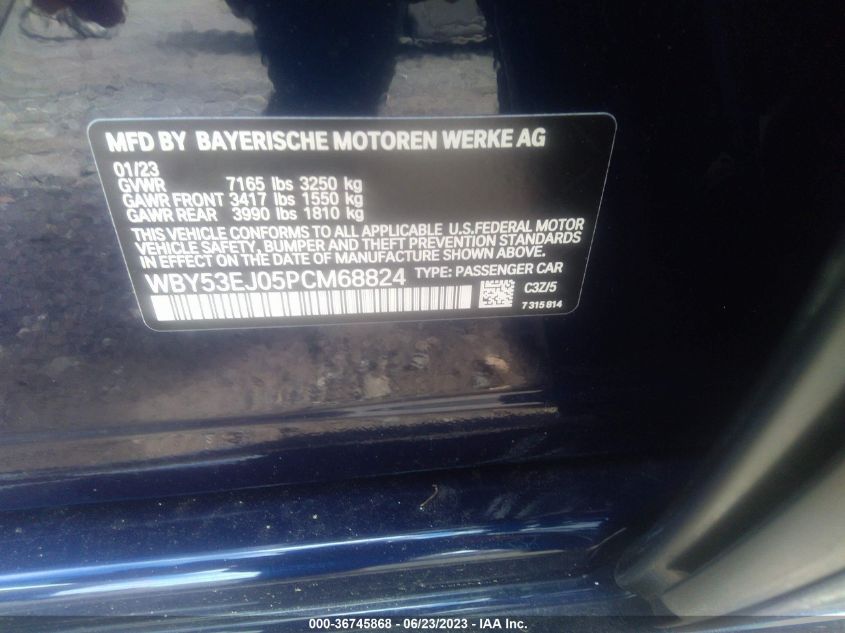 MFD BY BAYERISCHE MOTOREN WERKE AG
01/23
GVWR 7165 lbs 3250 kg
GAWR FRONT 3417 lbs 1550 kg
GAWR REAR 3990 lbs 1810 kg
THIS VEHICLE CONFORMS TO ALL APPLICABLE U.S.FEDERAL MOTOR
VEHICLE SAFETY, BUMPER AND THEFT PREVENTION STANDARDS
IN EFFECT ON THE DATE OF MANUFACTURE SHOWN ABOVE.
WBY53EJ05PCM68824 TYPE: PASSENGER CAR
C3Z/5
7 315 814
000-36745868 - 06/23/2023 - IAA Inc.